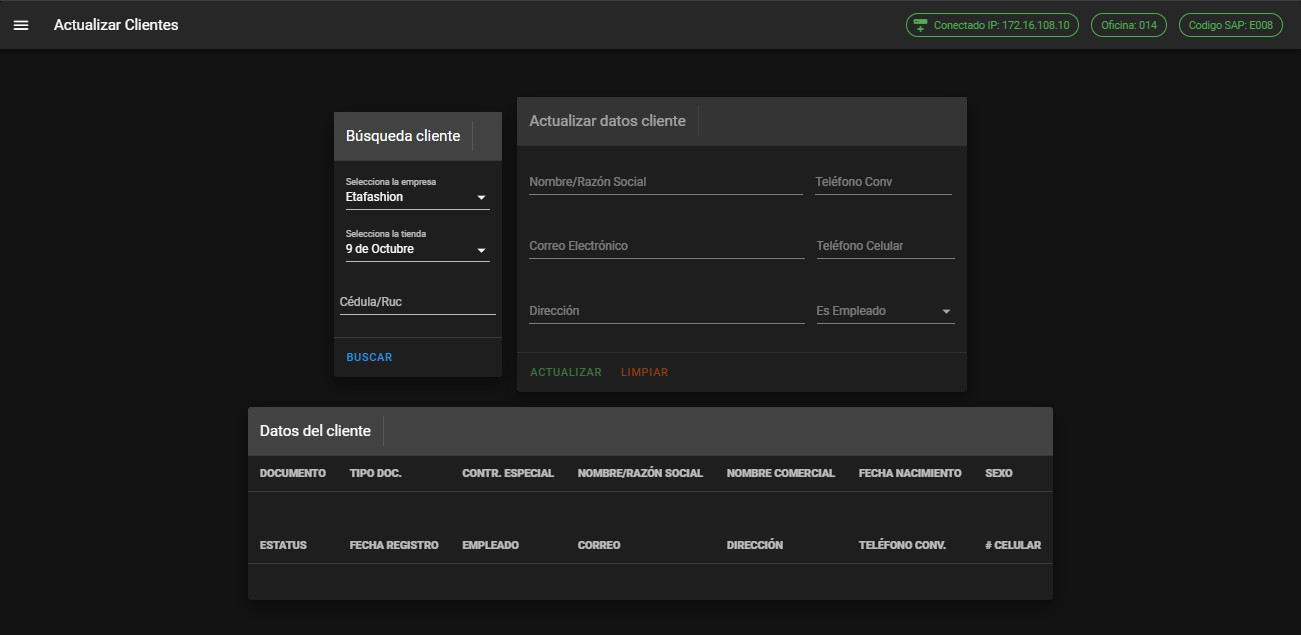 Actualizar Clientes
Conectado IP: 172.16.108.10
Oficina: 014
Codigo SAP: E008
Búsqueda cliente
Selecciona la empresa
Etafashion
Selecciona la tienda
9 de Octubre
Cédula/Ruc
BUSCAR
Actualizar datos cliente
Nombre/Razón Social
Teléfono Conv
Correo Electrónico
Teléfono Celular
Dirección
Es Empleado
ACTUALIZAR
LIMPIAR
Datos del cliente
DOCUMENTO TIPO DOC. CONTR. ESPECIAL NOMBRE/RAZÓN SOCIAL NOMBRE COMERCIAL FECHA NACIMIENTO SEXO
ESTATUS FECHA REGISTRO EMPLEADO CORREO DIRECCIÓN TELÉFONO CONV. # CELULAR